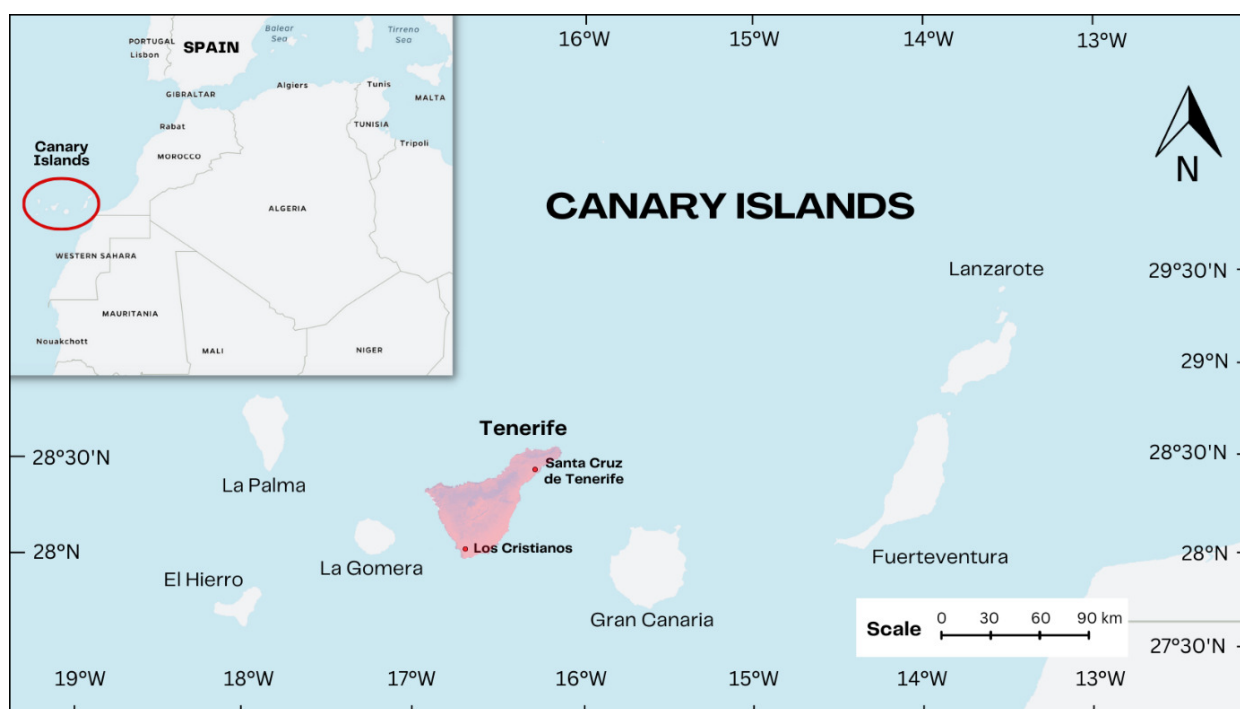 PORTUGAL
Lisbon
SPAIN
Balear
Sea
Tirreno
Sea
GIBRALTAR
Algiers
Tunis
MALTA
Rabat
TUNISIA
Tripoli
MOROCCO
Canary
Islands
ALGERIA
WESTERN SAHARA
MAURITANIA
Nouakchott
MALI
NIGER
16°W
15°W
14°W
13°W
N
CANARY ISLANDS
Lanzarote
29°30'N
29°N
28°30'N
28°N
27°30'N
Tenerife
Santa Cruz
de Tenerife
Los Cristianos
28°30'N
28°N
La Palma
La Gomera
El Hierro
Gran Canaria
Fuerteventura
Scale
0 30 60 90 km
19°W
18°W
17°W
16°W
15°W
14°W
13°W